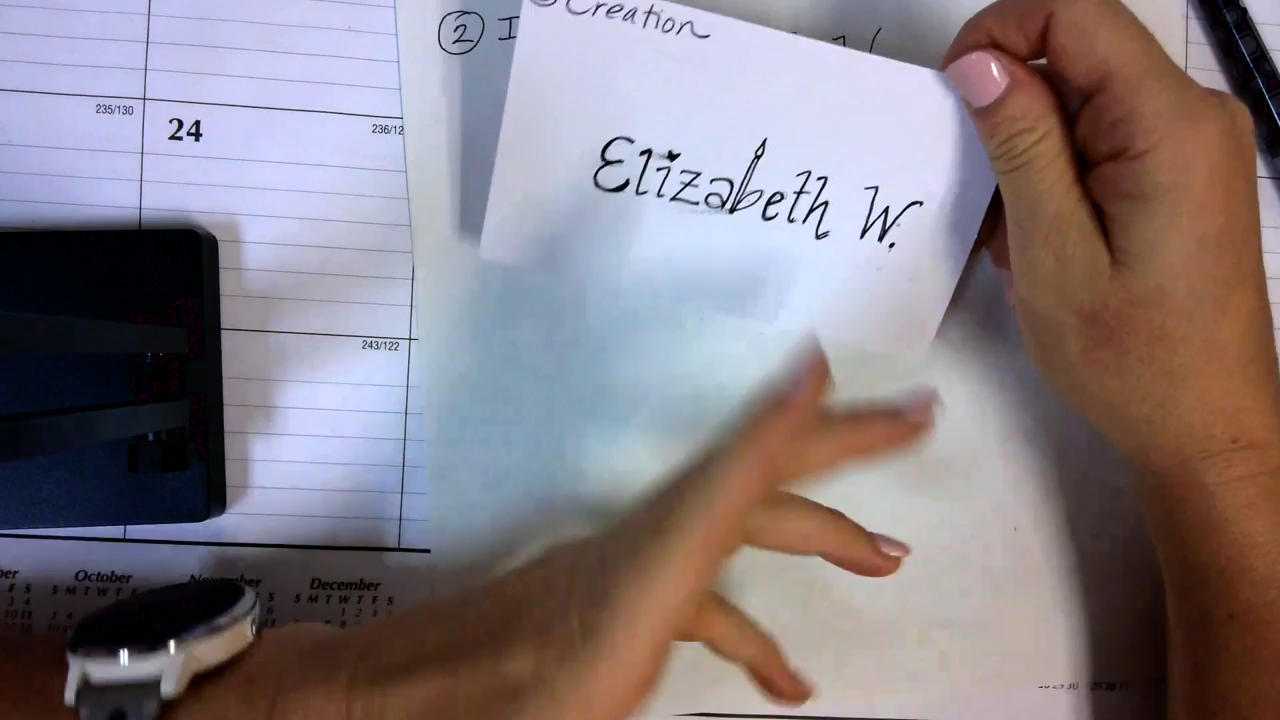 Creation
② I
Elizabeth W.
235/130
24
236/12
243/122
October
November
December
S M T W T F S
S M T W T F S